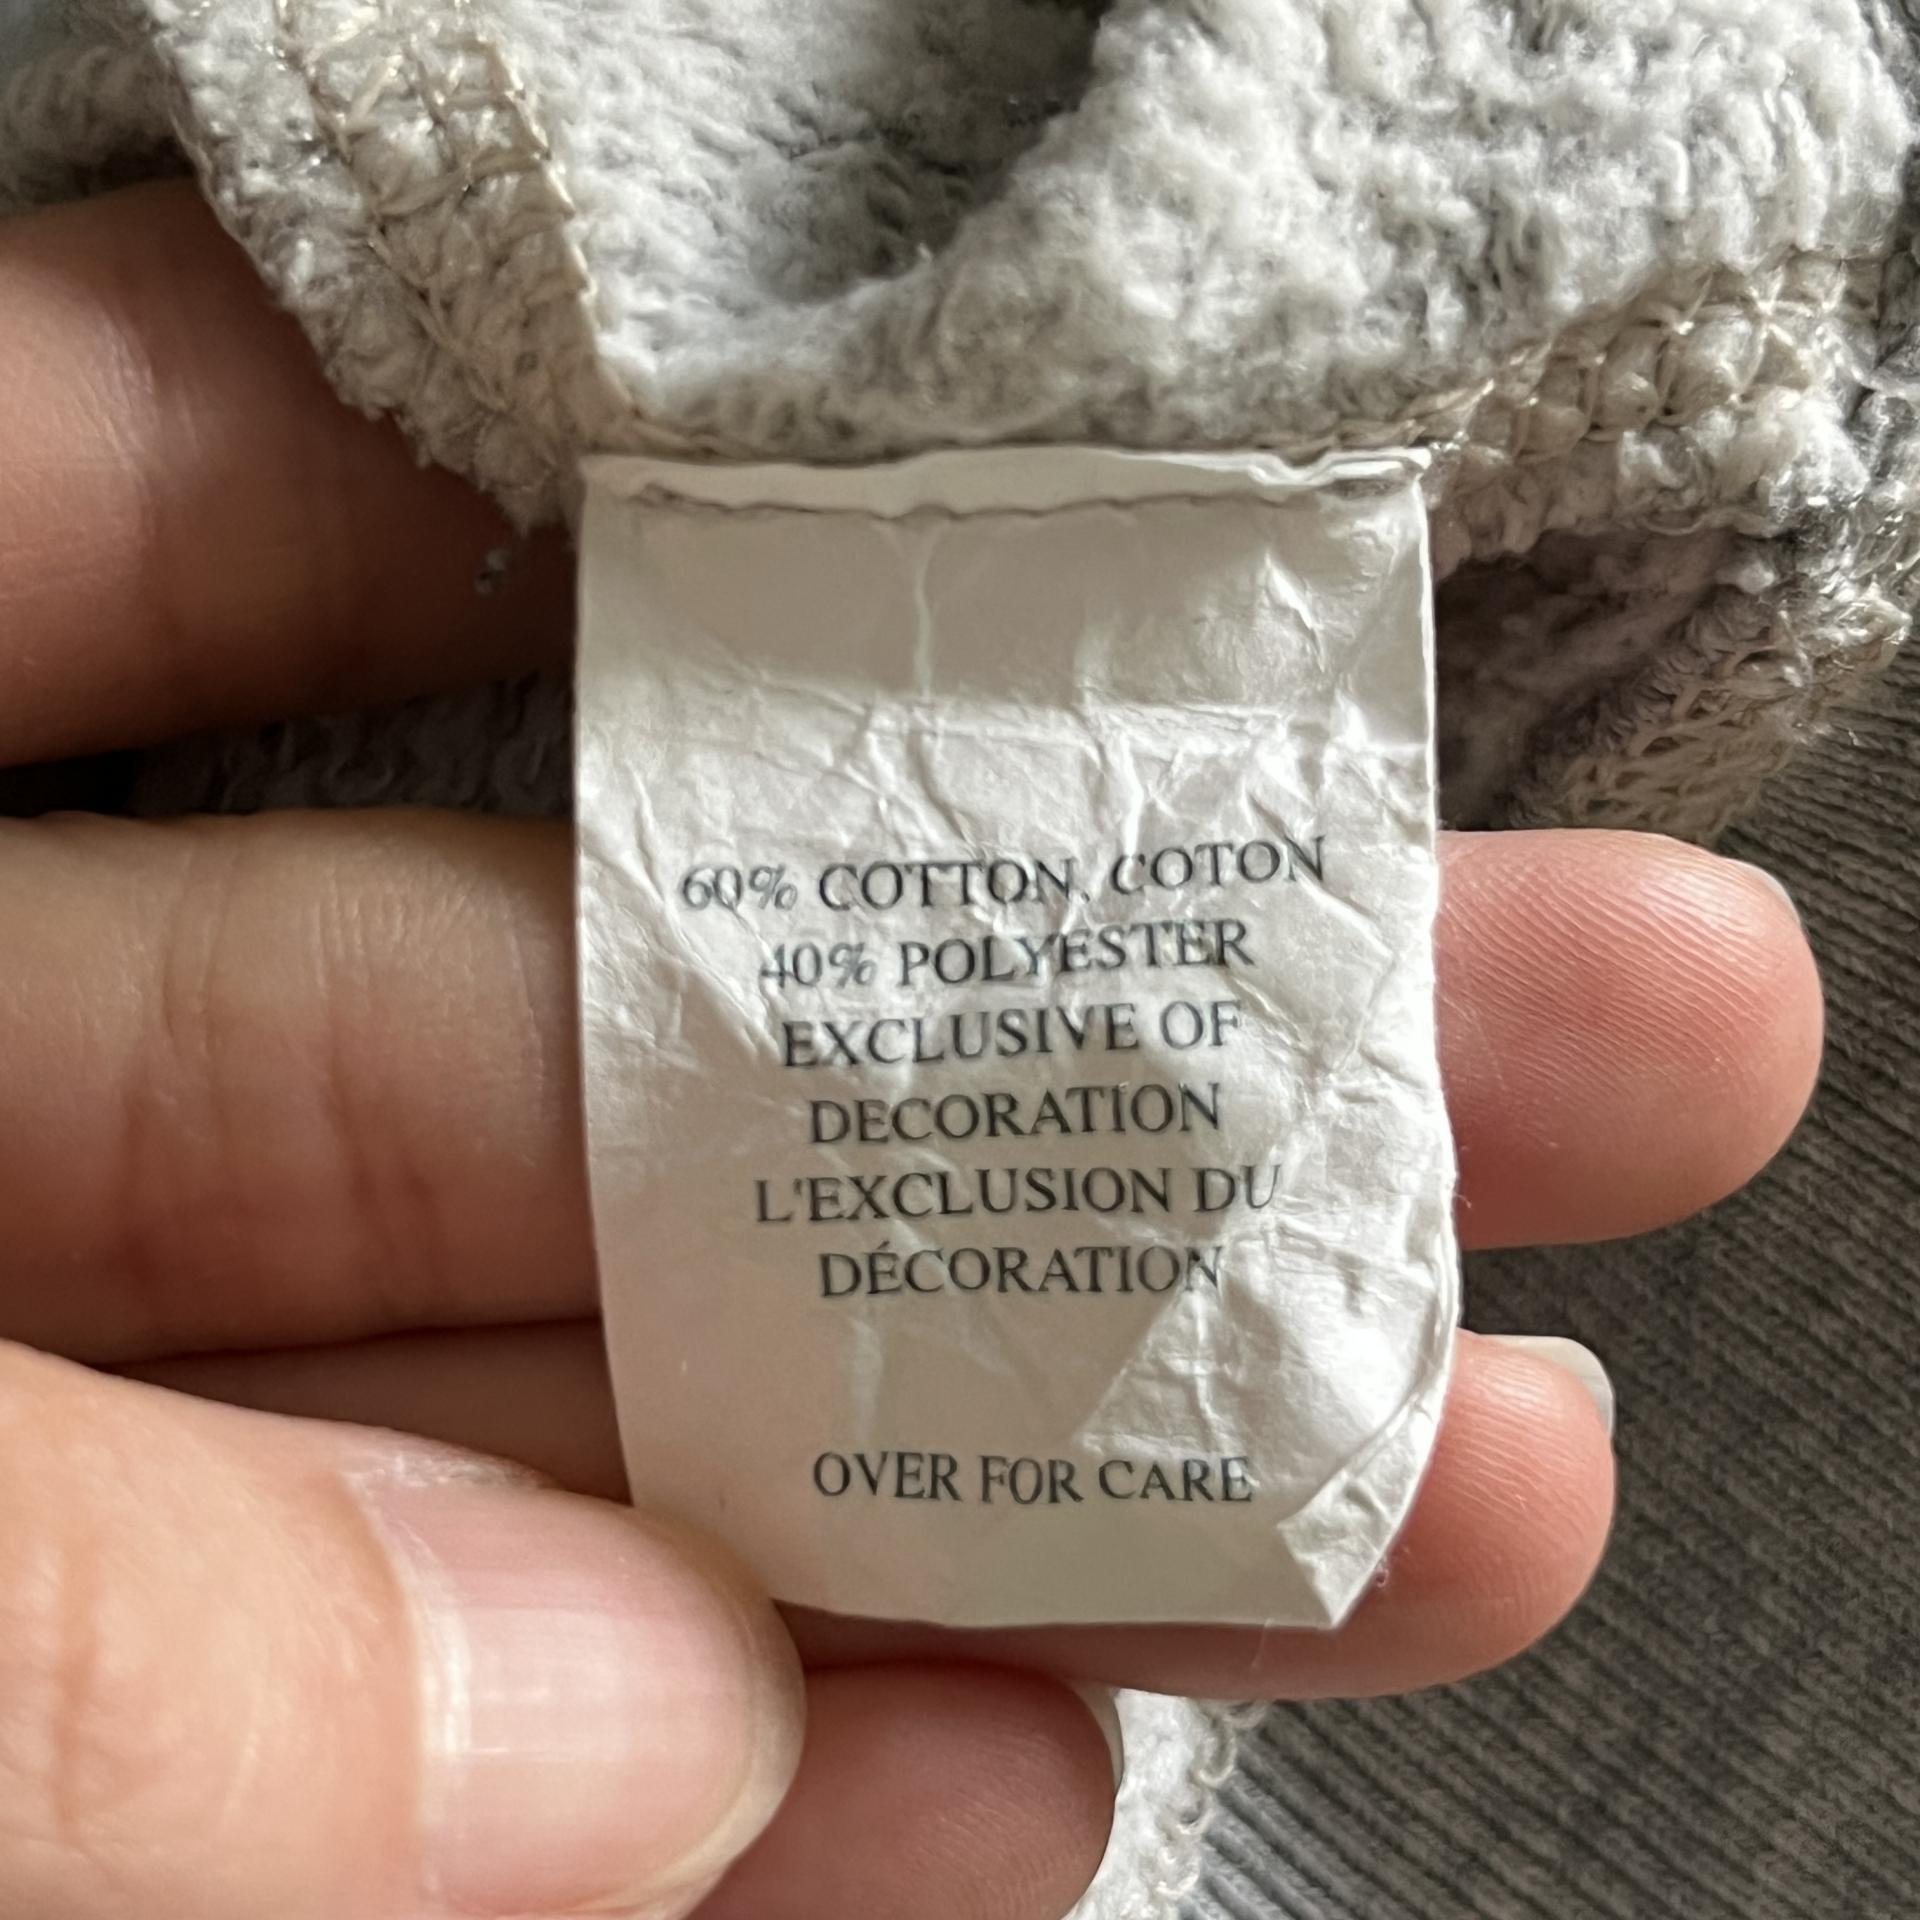 60% COTTON, COTON
40% POLYESTER
EXCLUSIVE OF
DECORATION
L'EXCLUSION DU
DÉCORATION
OVER FOR CARE